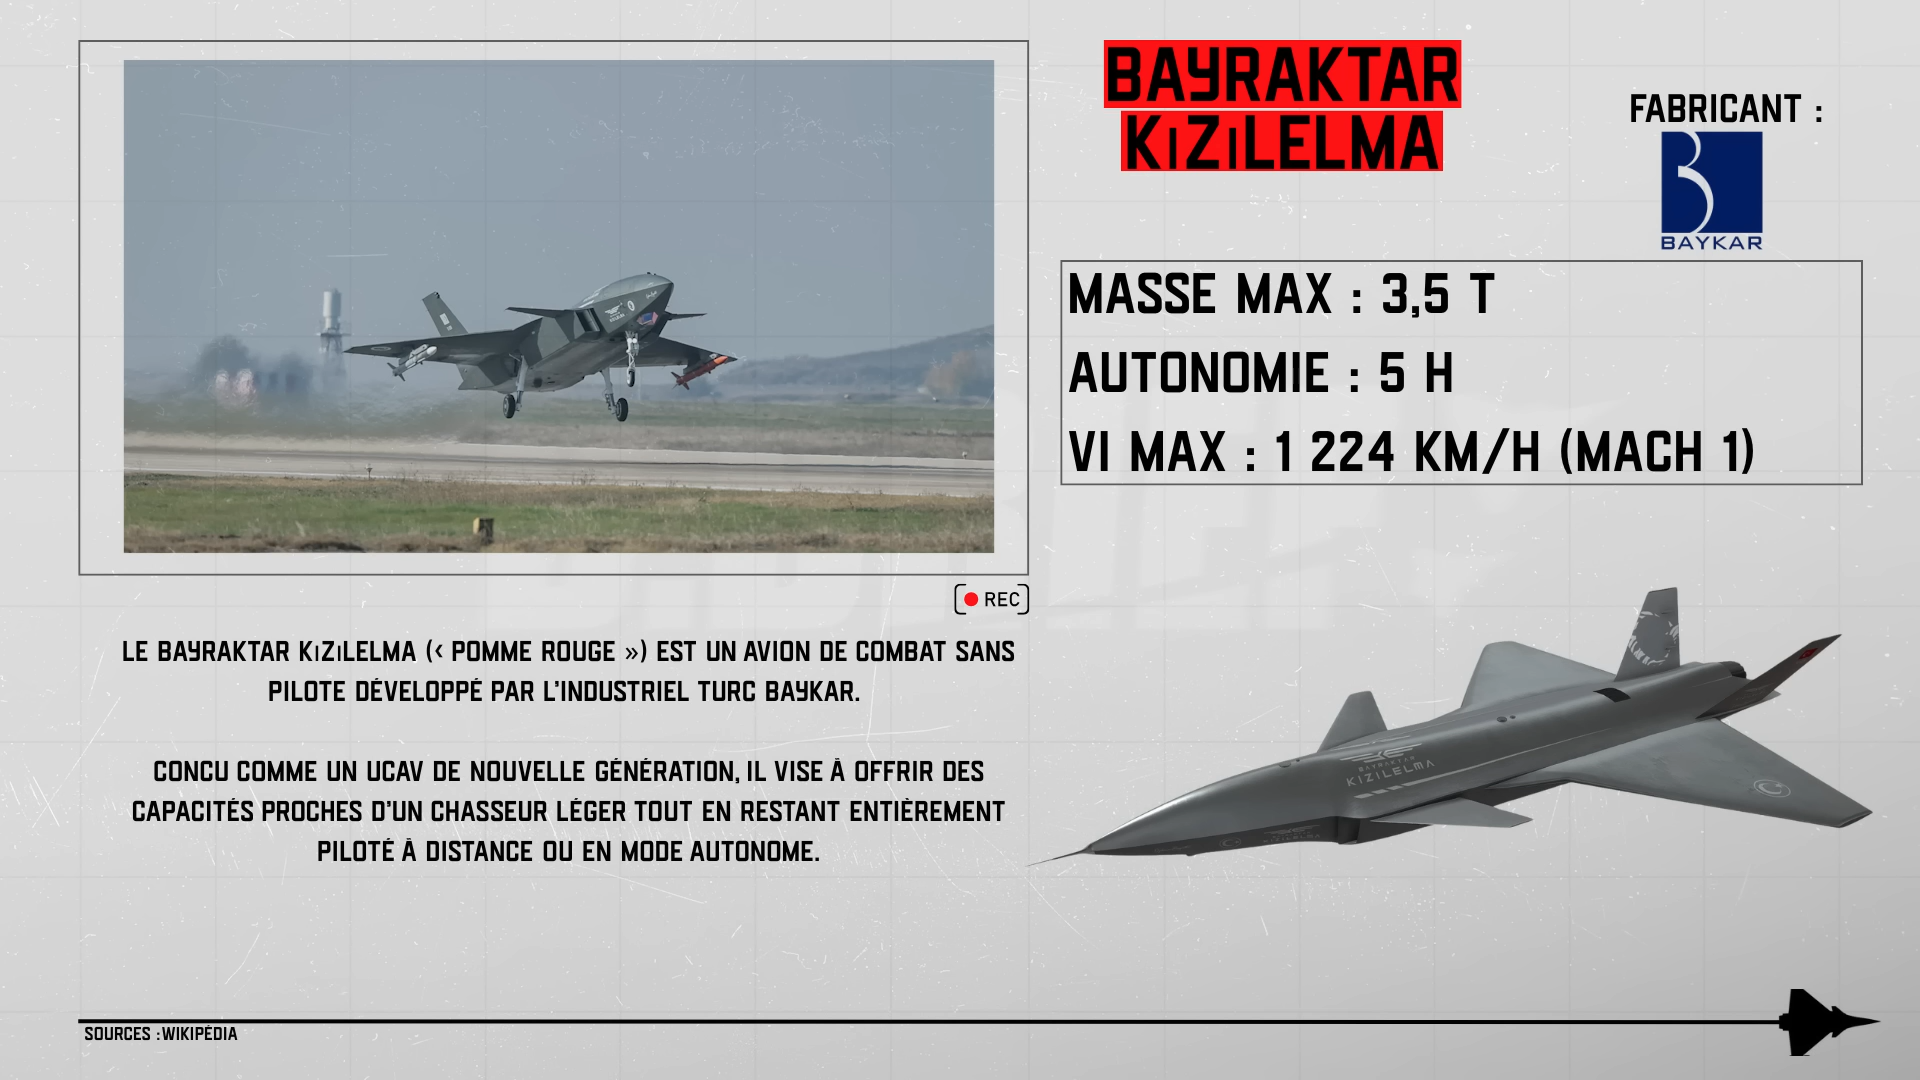 BAYRAKTAR
KıZıLELMA
FABRICANT :
BAYKAR
MASSE MAX : 3,5 T
AUTONOMIE : 5 H
VI MAX : 1 224 KM/H (MACH 1)
REC
LE BAYRAKTAR KıZıLELMA (‹ POMME ROUGE ») EST UN AVION DE COMBAT SANS
PILOTE DÉVELOPPÉ PAR L'INDUSTRIEL TURC BAYKAR.
CONCU COMME UN UCAV DE NOUVELLE GÉNÉRATION, IL VISE À OFFRIR DES
CAPACITÉS PROCHES D'UN CHASSEUR LÉGER TOUT EN RESTANT ENTIÈREMENT
PILOTÉ À DISTANCE OU EN MODE AUTONOME.
BAYRAKTAR
KIZILELMA
SOURCES :WIKIPÉDIA